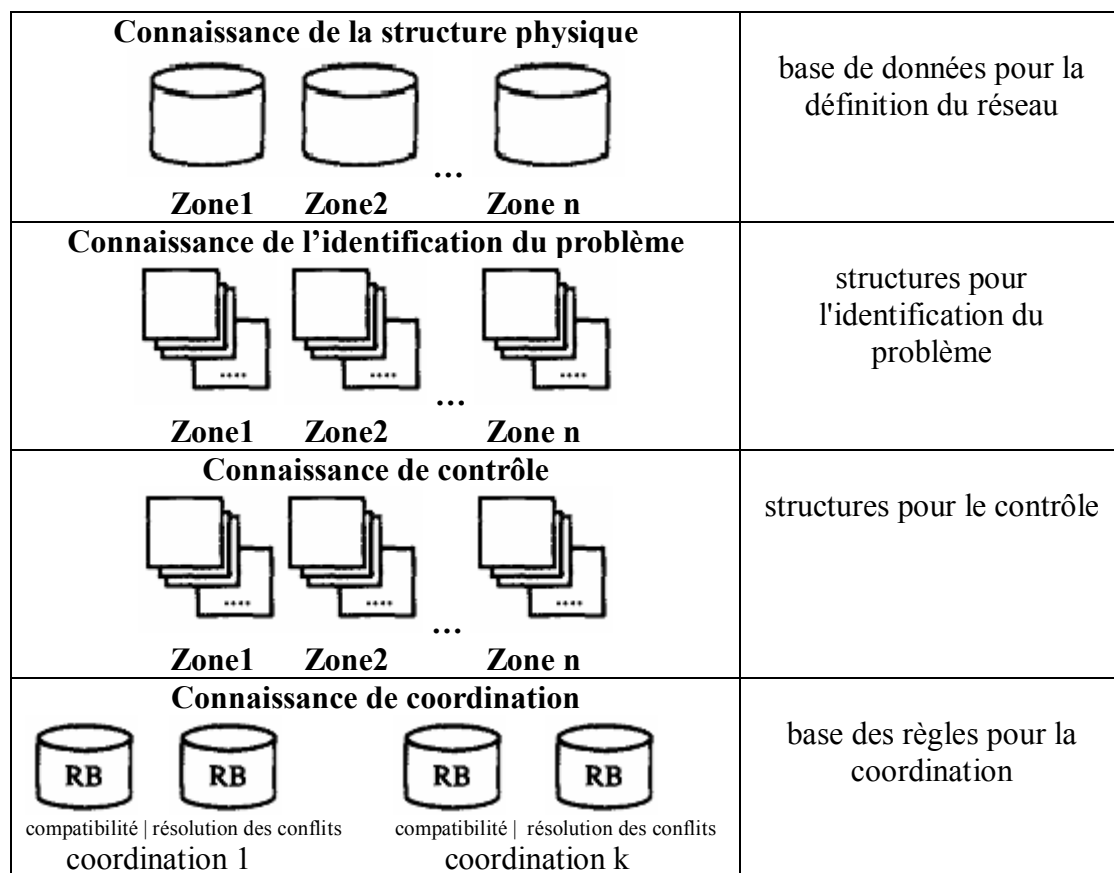 Connaissance de la structure physique
...
Zone1 Zone2 Zone n
base de données pour la
définition du réseau
Connaissance de l’identification du problème
.... .... ....
...
Zone1 Zone2 Zone n
structures pour
l'identification du
problème
Connaissance de contrôle
.... .... ....
...
Zone1 Zone2 Zone n
structures pour le contrôle
Connaissance de coordination
RB RB RB RB
compatibilité | résolution des conflits compatibilité | résolution des conflits
coordination 1 coordination k
base des règles pour la
coordination